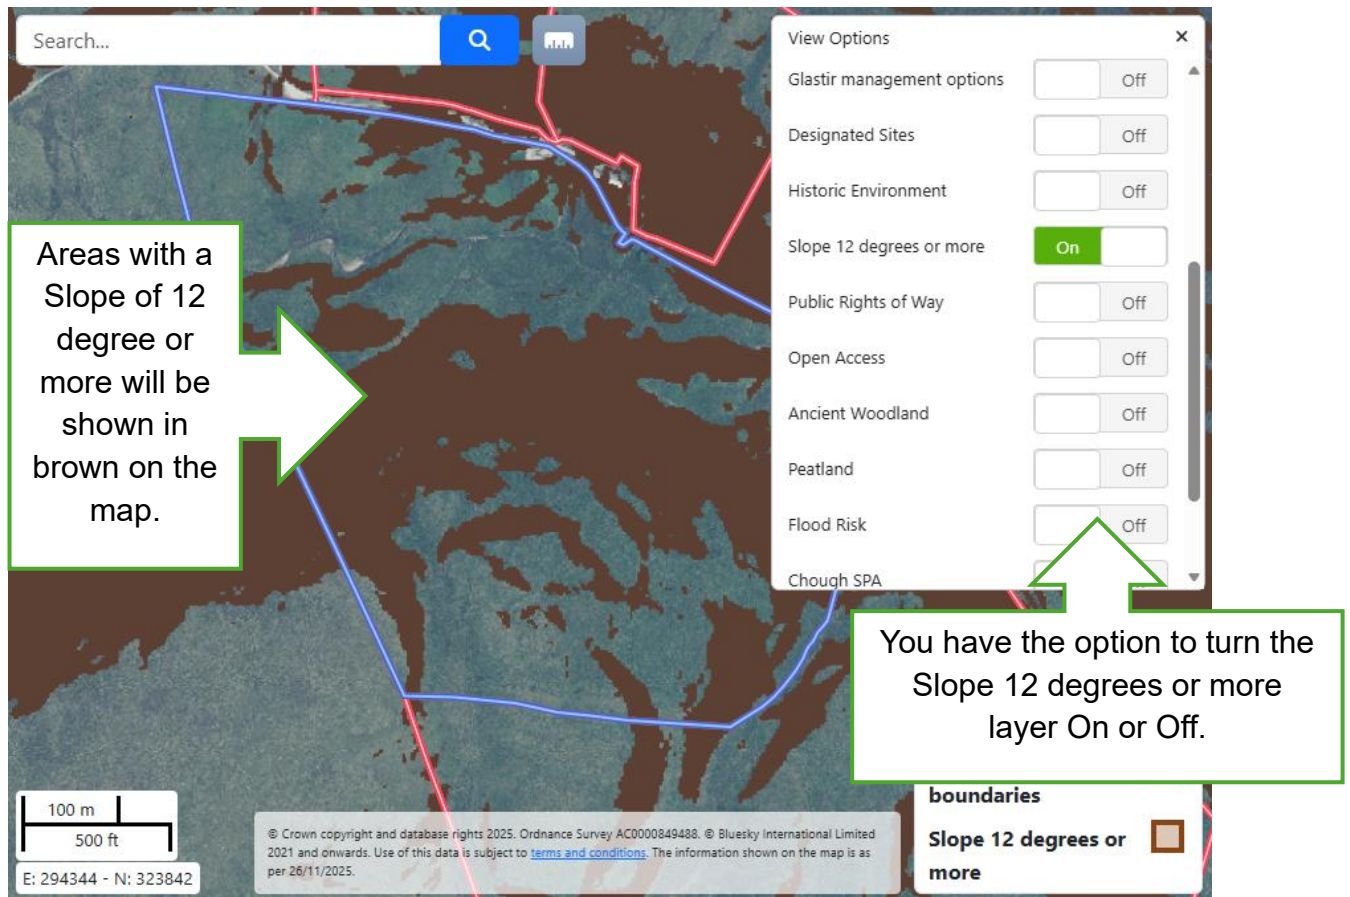 Search...
View Options
×
Glastir management options Off
Designated Sites Off
Historic Environment Off
Slope 12 degrees or more On
Public Rights of Way Off
Open Access Off
Ancient Woodland Off
Peatland Off
Flood Risk Off
Chough SPA
Areas with a
Slope of 12
degree or
more will be
shown in
brown on the
map.
You have the option to turn the
Slope 12 degrees or more
layer On or Off.
boundaries
Slope 12 degrees or
more
100 m
500 ft
E: 294344 - N: 323842
© Crown copyright and database rights 2025. Ordnance Survey AC0000849488. © Bluesky International Limited
2021 and onwards. Use of this data is subject to terms and conditions. The information shown on the map is as
per 26/11/2025.